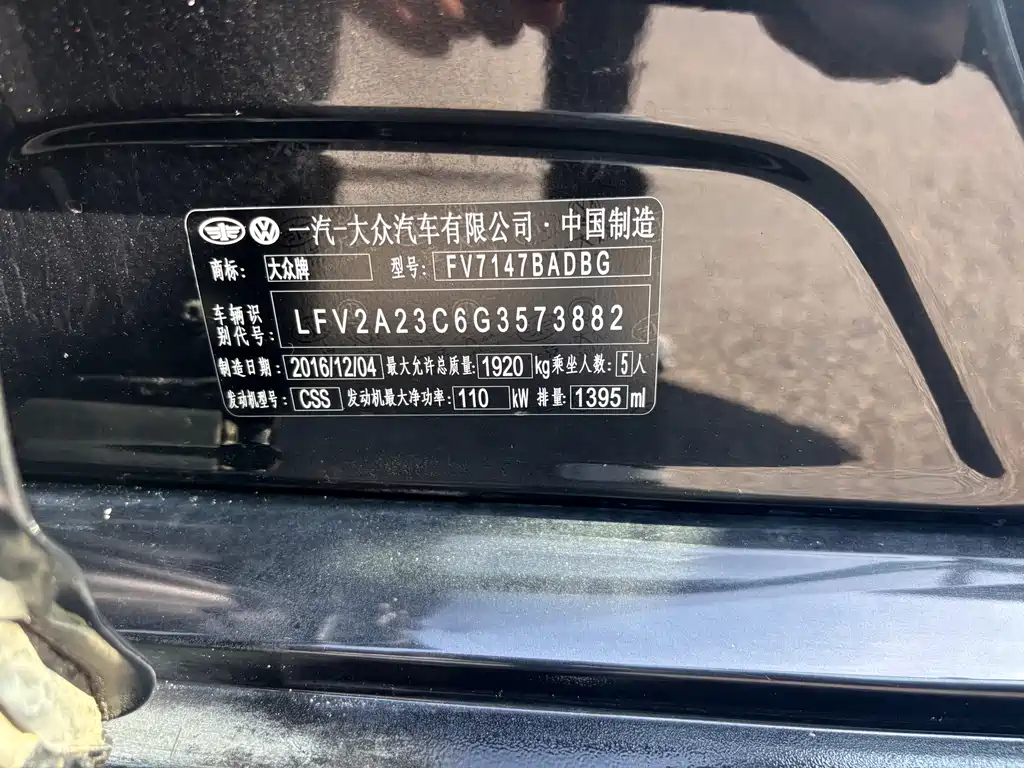 一汽-大众汽车有限公司·中国制造
商标: 大众牌 型号: FV7147BADBG
车辆识别代号: LFV2A23C6G3573882
制造日期: 2016/12/04 最大允许总质量: 1920 kg 乘坐人数: 5 人
发动机型号: CSS 发动机最大净功率: 110 kW 排量: 1395 ml